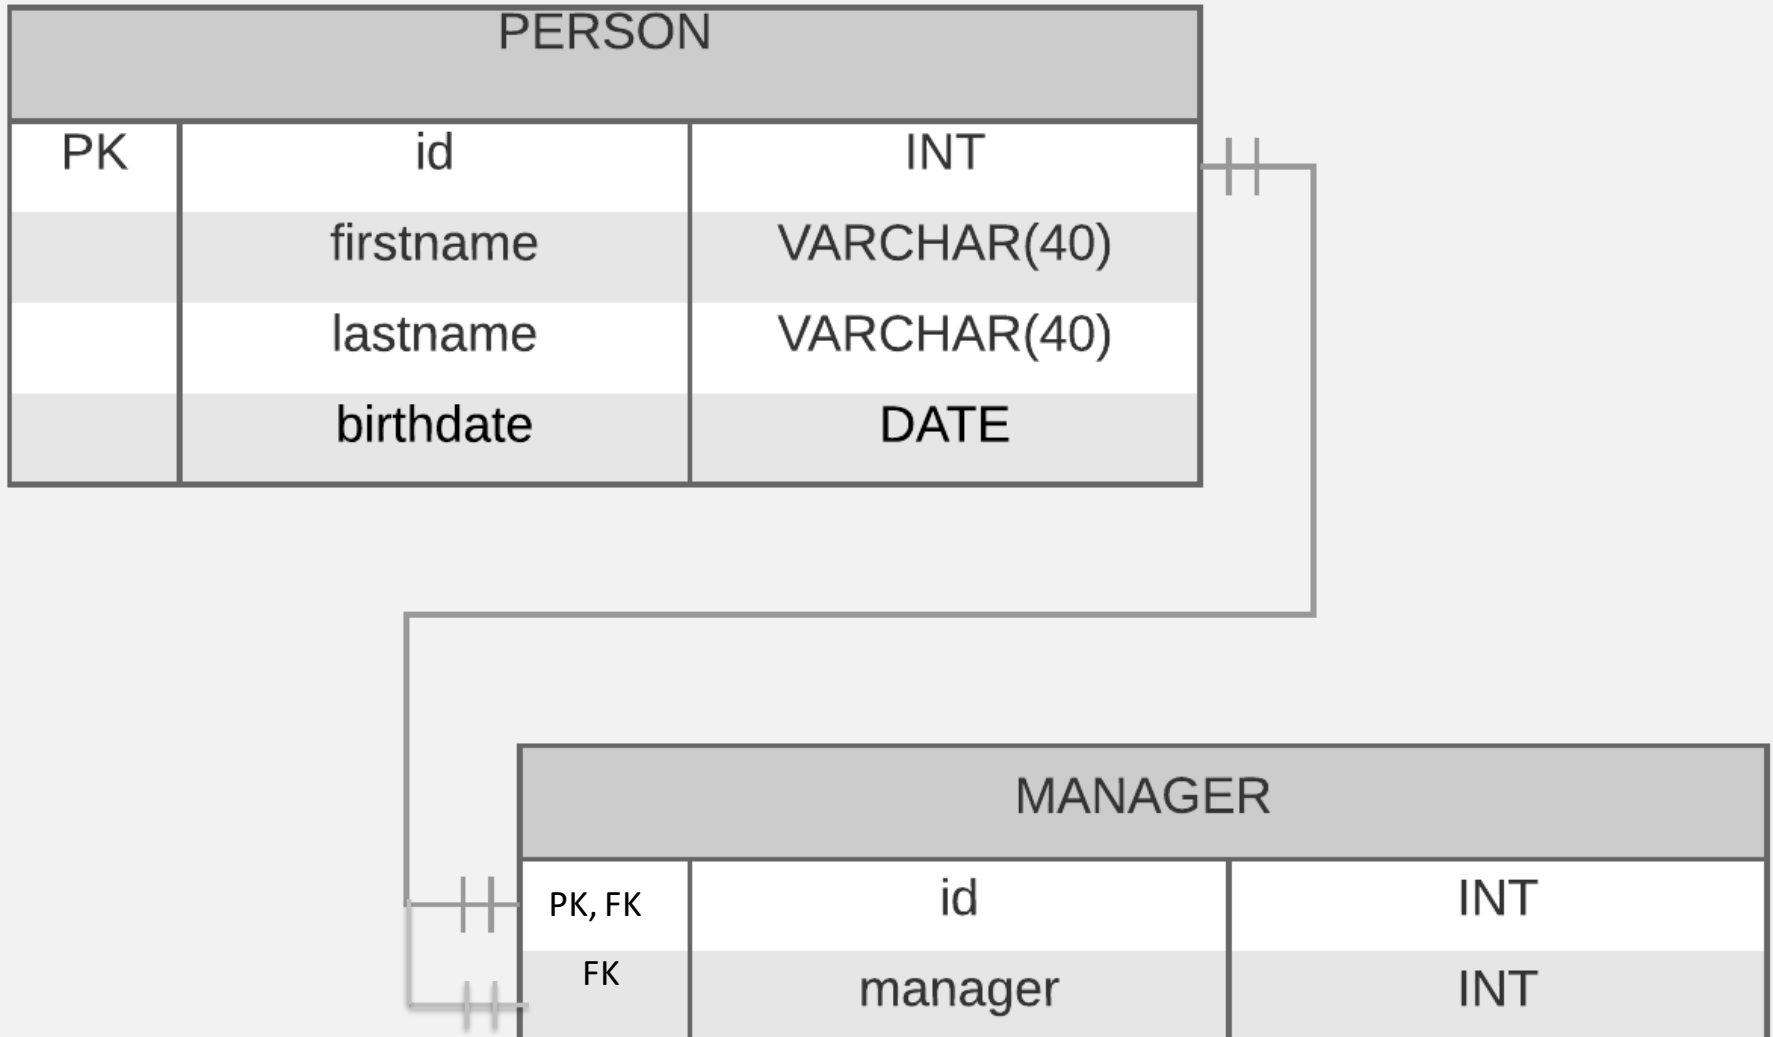 PERSON
PK id INT
firstname VARCHAR(40)
lastname VARCHAR(40)
birthdate DATE
MANAGER
PK, FK id INT
FK manager INT